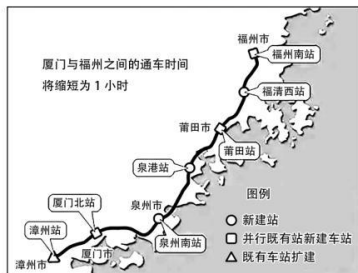 厦门与福州之间的通车时间
将缩短为1小时
福州市
福州南站
福清西站
莆田市
莆田站
泉港站
泉州市
泉州南站
厦门北站
厦门市
漳州站
漳州市
图例
新建站
并行既有站新建车站
既有车站扩建